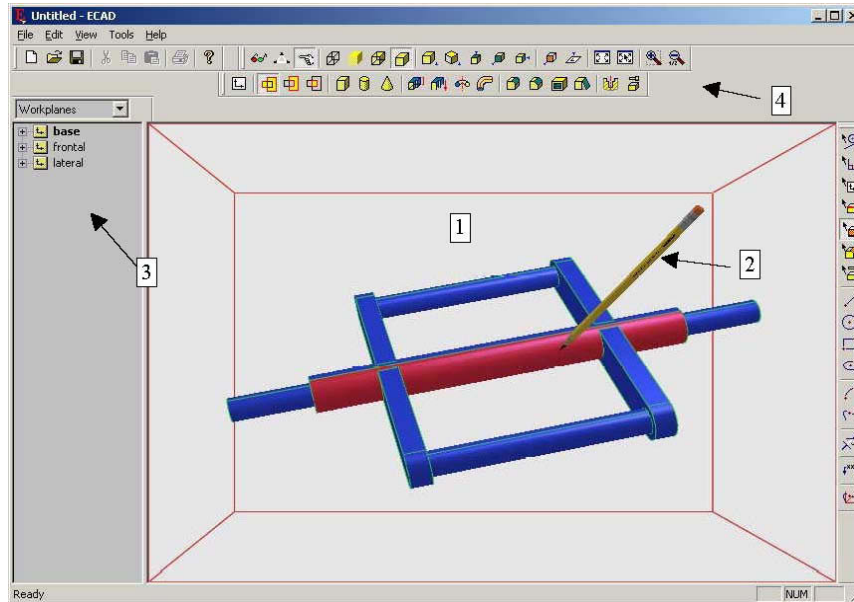 Untitled - ECAD
File Edit View Tools Help
Workplanes
base
frontal
lateral
1
2
3
4
Ready
NUM